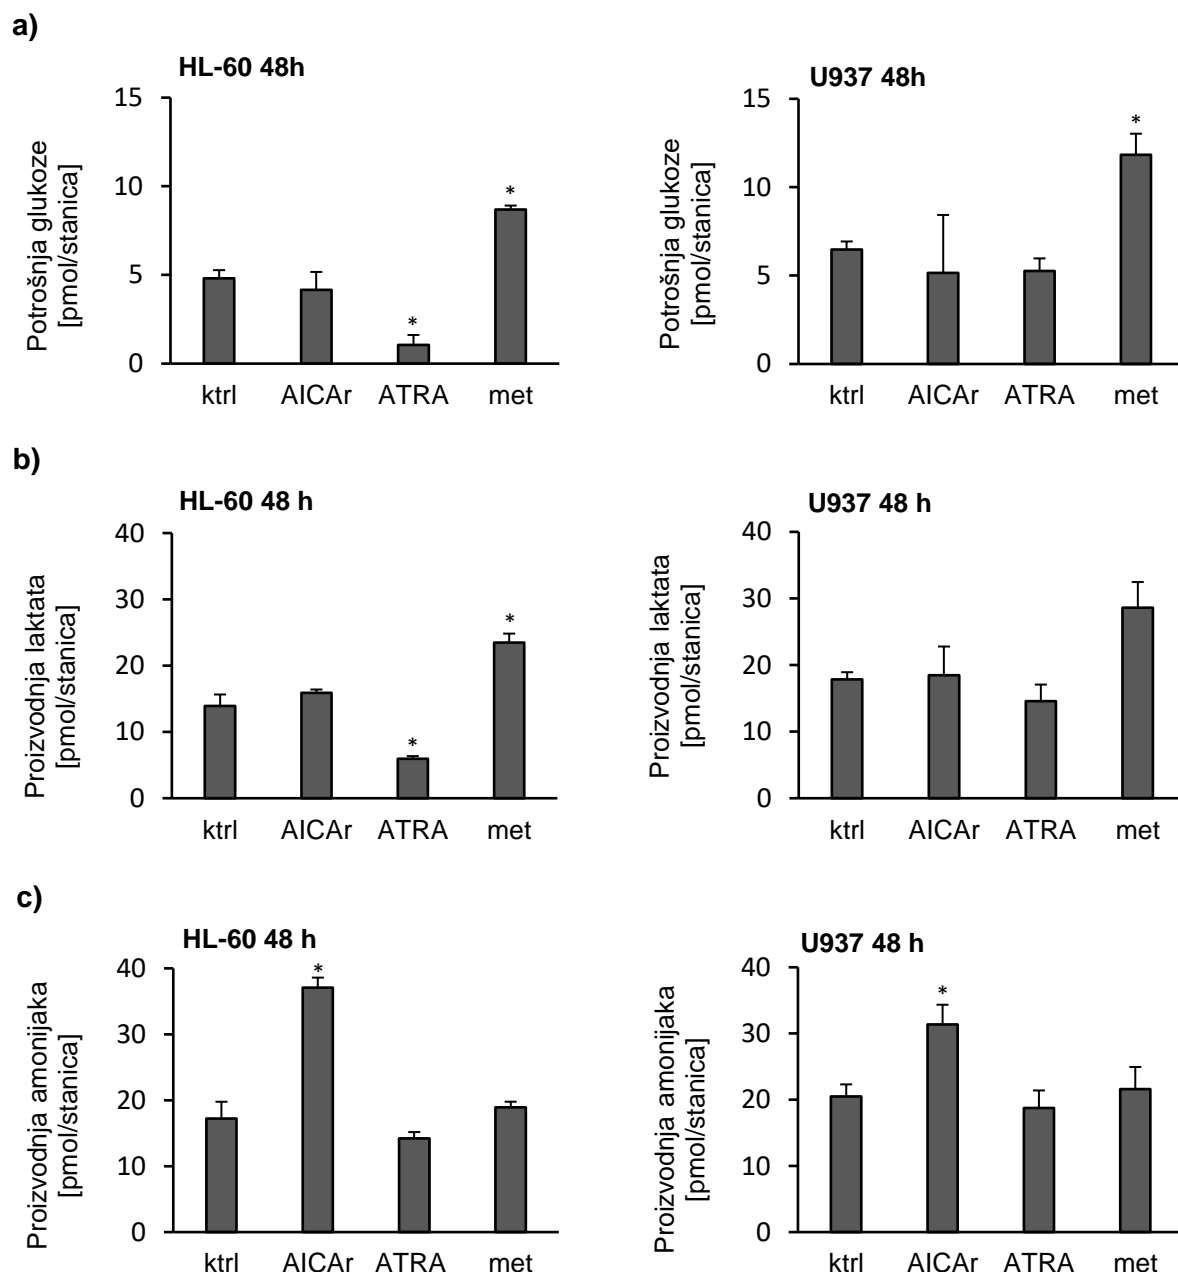 a)
HL-60 48h
Potrošnja glukoze
[pmol/stanica]
15
10
5
0
*
*
ktrl AICAr ATRA met
U937 48h
Potrošnja glukoze
[pmol/stanica]
15
10
5
0
*
ktrl AICAr ATRA met
b)
HL-60 48 h
Proizvodnja laktata
[pmol/stanica]
40
30
20
10
0
*
*
ktrl AICAr ATRA met
U937 48 h
Proizvodnja laktata
[pmol/stanica]
40
30
20
10
0
ktrl AICAr ATRA met
c)
HL-60 48 h
Proizvodnja amonijaka
[pmol/stanica]
40
30
20
10
0
*
ktrl AICAr ATRA met
U937 48 h
Proizvodnja amonijaka
[pmol/stanica]
40
30
20
10
0
*
ktrl AICAr ATRA met